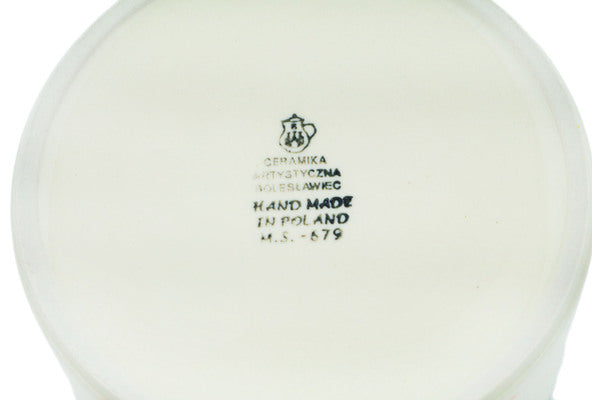 CERAMIKA
ARTYSTYCZNA
BOLESŁAWIEC
HAND MADE
IN POLAND
M.S. -679